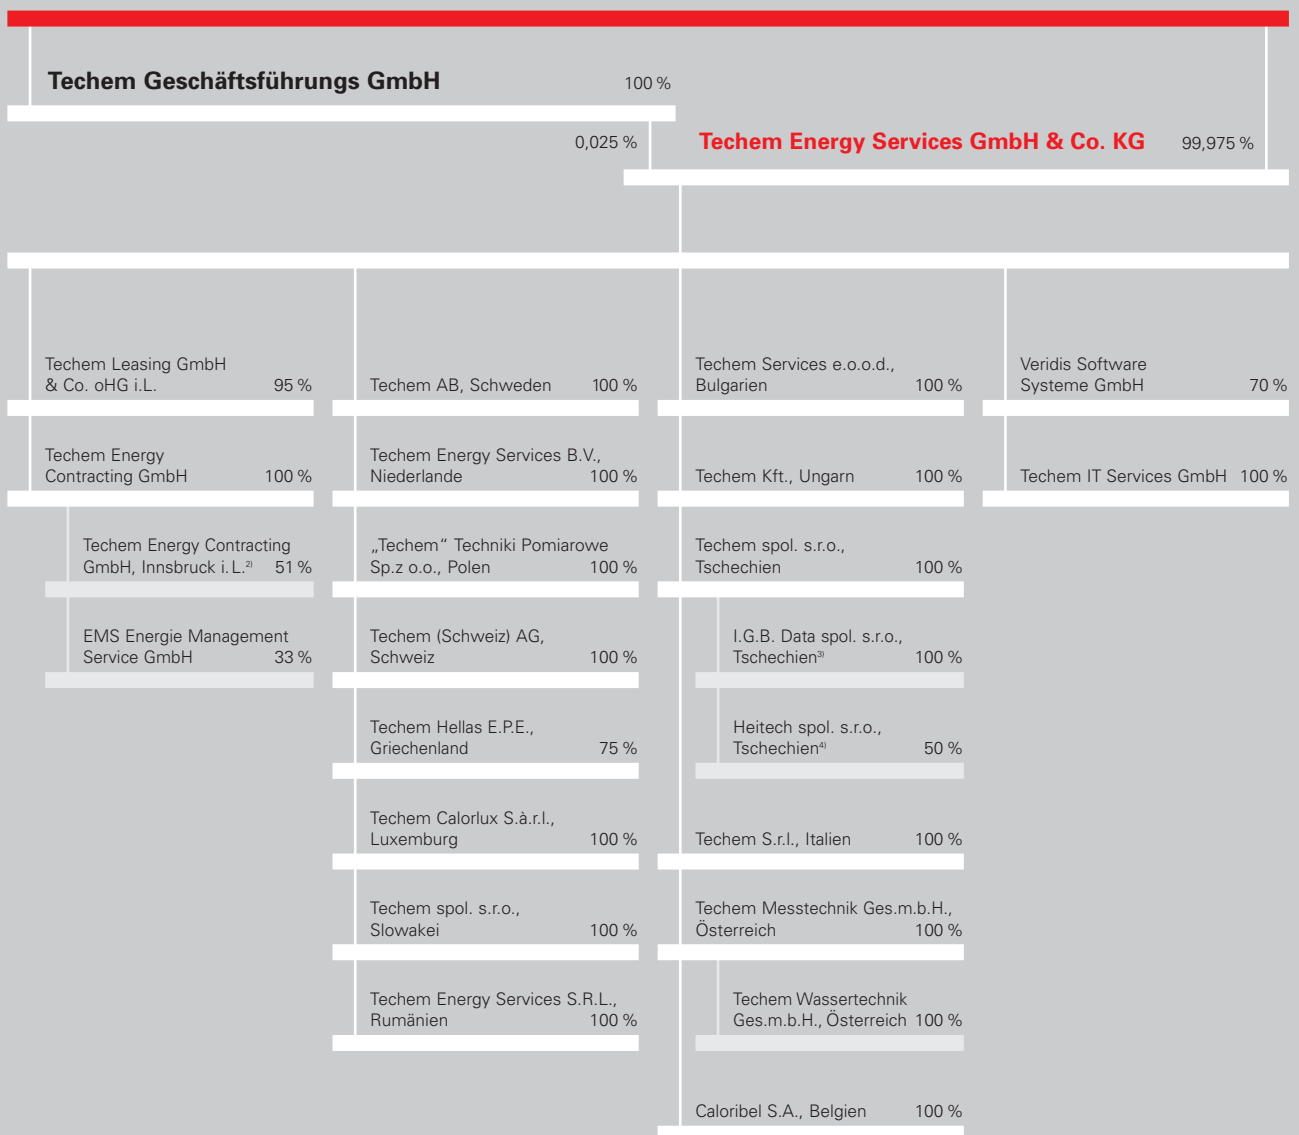 Techem Geschäftsführungs GmbH 100 %
0,025 % Techem Energy Services GmbH & Co. KG 99,975 %
Techem Leasing GmbH
& Co. oHG i.L. 95 %
Techem Energy
Contracting GmbH 100 %
Techem Energy Contracting
GmbH, Innsbruck i. L.²⁾ 51 %
EMS Energie Management
Service GmbH 33 %
Techem AB, Schweden 100 %
Techem Energy Services B.V.,
Niederlande 100 %
„Techem“ Techniki Pomiarowe
Sp.z o.o., Polen 100 %
Techem (Schweiz) AG,
Schweiz 100 %
Techem Hellas E.P.E.,
Griechenland 75 %
Techem Calorlux S.à.r.l.,
Luxemburg 100 %
Techem spol. s.r.o.,
Slowakei 100 %
Techem Energy Services S.R.L.,
Rumänien 100 %
Techem Services e.o.o.d.,
Bulgarien 100 %
Techem Kft., Ungarn 100 %
Techem spol. s.r.o.,
Tschechien 100 %
I.G.B. Data spol. s.r.o.,
Tschechien³⁾ 100 %
Heitech spol. s.r.o.,
Tschechien⁴⁾ 50 %
Techem S.r.l., Italien 100 %
Techem Messtechnik Ges.m.b.H.,
Österreich 100 %
Techem Wassertechnik
Ges.m.b.H., Österreich 100 %
Caloribel S.A., Belgien 100 %
Veridis Software
Systeme GmbH 70 %
Techem IT Services GmbH 100 %